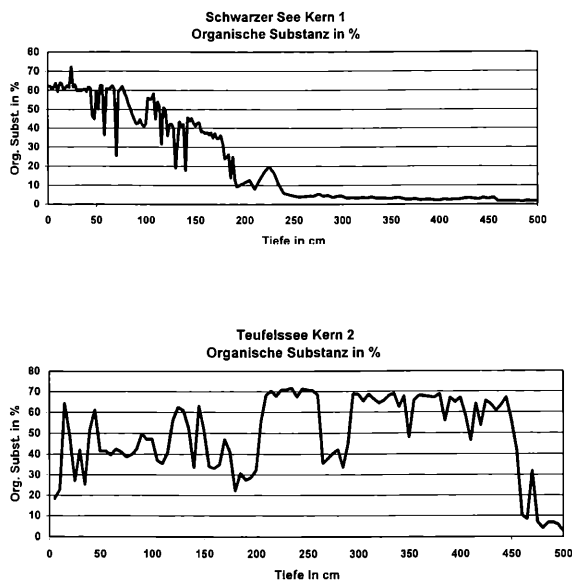 Schwarzer See Kern 1
Organische Substanz in %
Org. Subst. in %
80
70
60
50
40
30
20
10
0
0 50 100 150 200 250 300 350 400 450 500
Tiefe in cm
Teufelssee Kern 2
Organische Substanz in %
Org. Subst. in %
80
70
60
50
40
30
20
10
0
0 50 100 150 200 250 300 350 400 450 500
Tiefe in cm